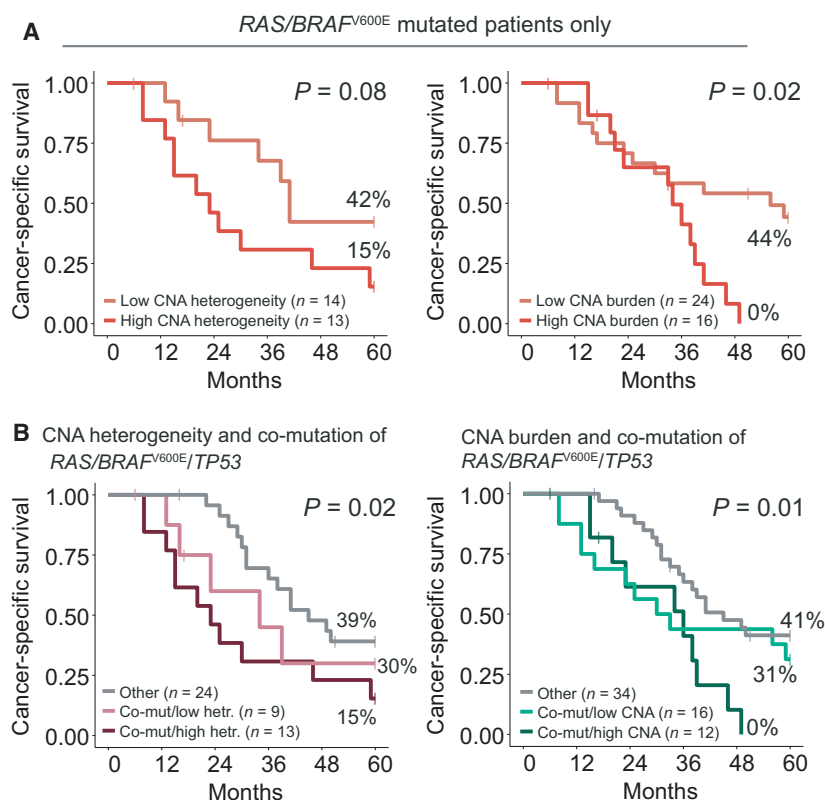 A
RAS/BRAFV600E mutated patients only
Cancer-specific survival
1.00
0.75
0.50
0.25
0.00
P = 0.08
42%
15%
Low CNA heterogeneity (n = 14)
High CNA heterogeneity (n = 13)
0 12 24 36 48 60
Months
Cancer-specific survival
1.00
0.75
0.50
0.25
0.00
P = 0.02
44%
0%
Low CNA burden (n = 24)
High CNA burden (n = 16)
0 12 24 36 48 60
Months
B
CNA heterogeneity and co-mutation of
RAS/BRAFV600E/TP53
Cancer-specific survival
1.00
0.75
0.50
0.25
0.00
P = 0.02
39%
30%
15%
Other (n = 24)
Co-mut/low hetr. (n = 9)
Co-mut/high hetr. (n = 13)
0 12 24 36 48 60
Months
CNA burden and co-mutation of
RAS/BRAFV600E/TP53
Cancer-specific survival
1.00
0.75
0.50
0.25
0.00
P = 0.01
41%
31%
0%
Other (n = 34)
Co-mut/low CNA (n = 16)
Co-mut/high CNA (n = 12)
0 12 24 36 48 60
Months